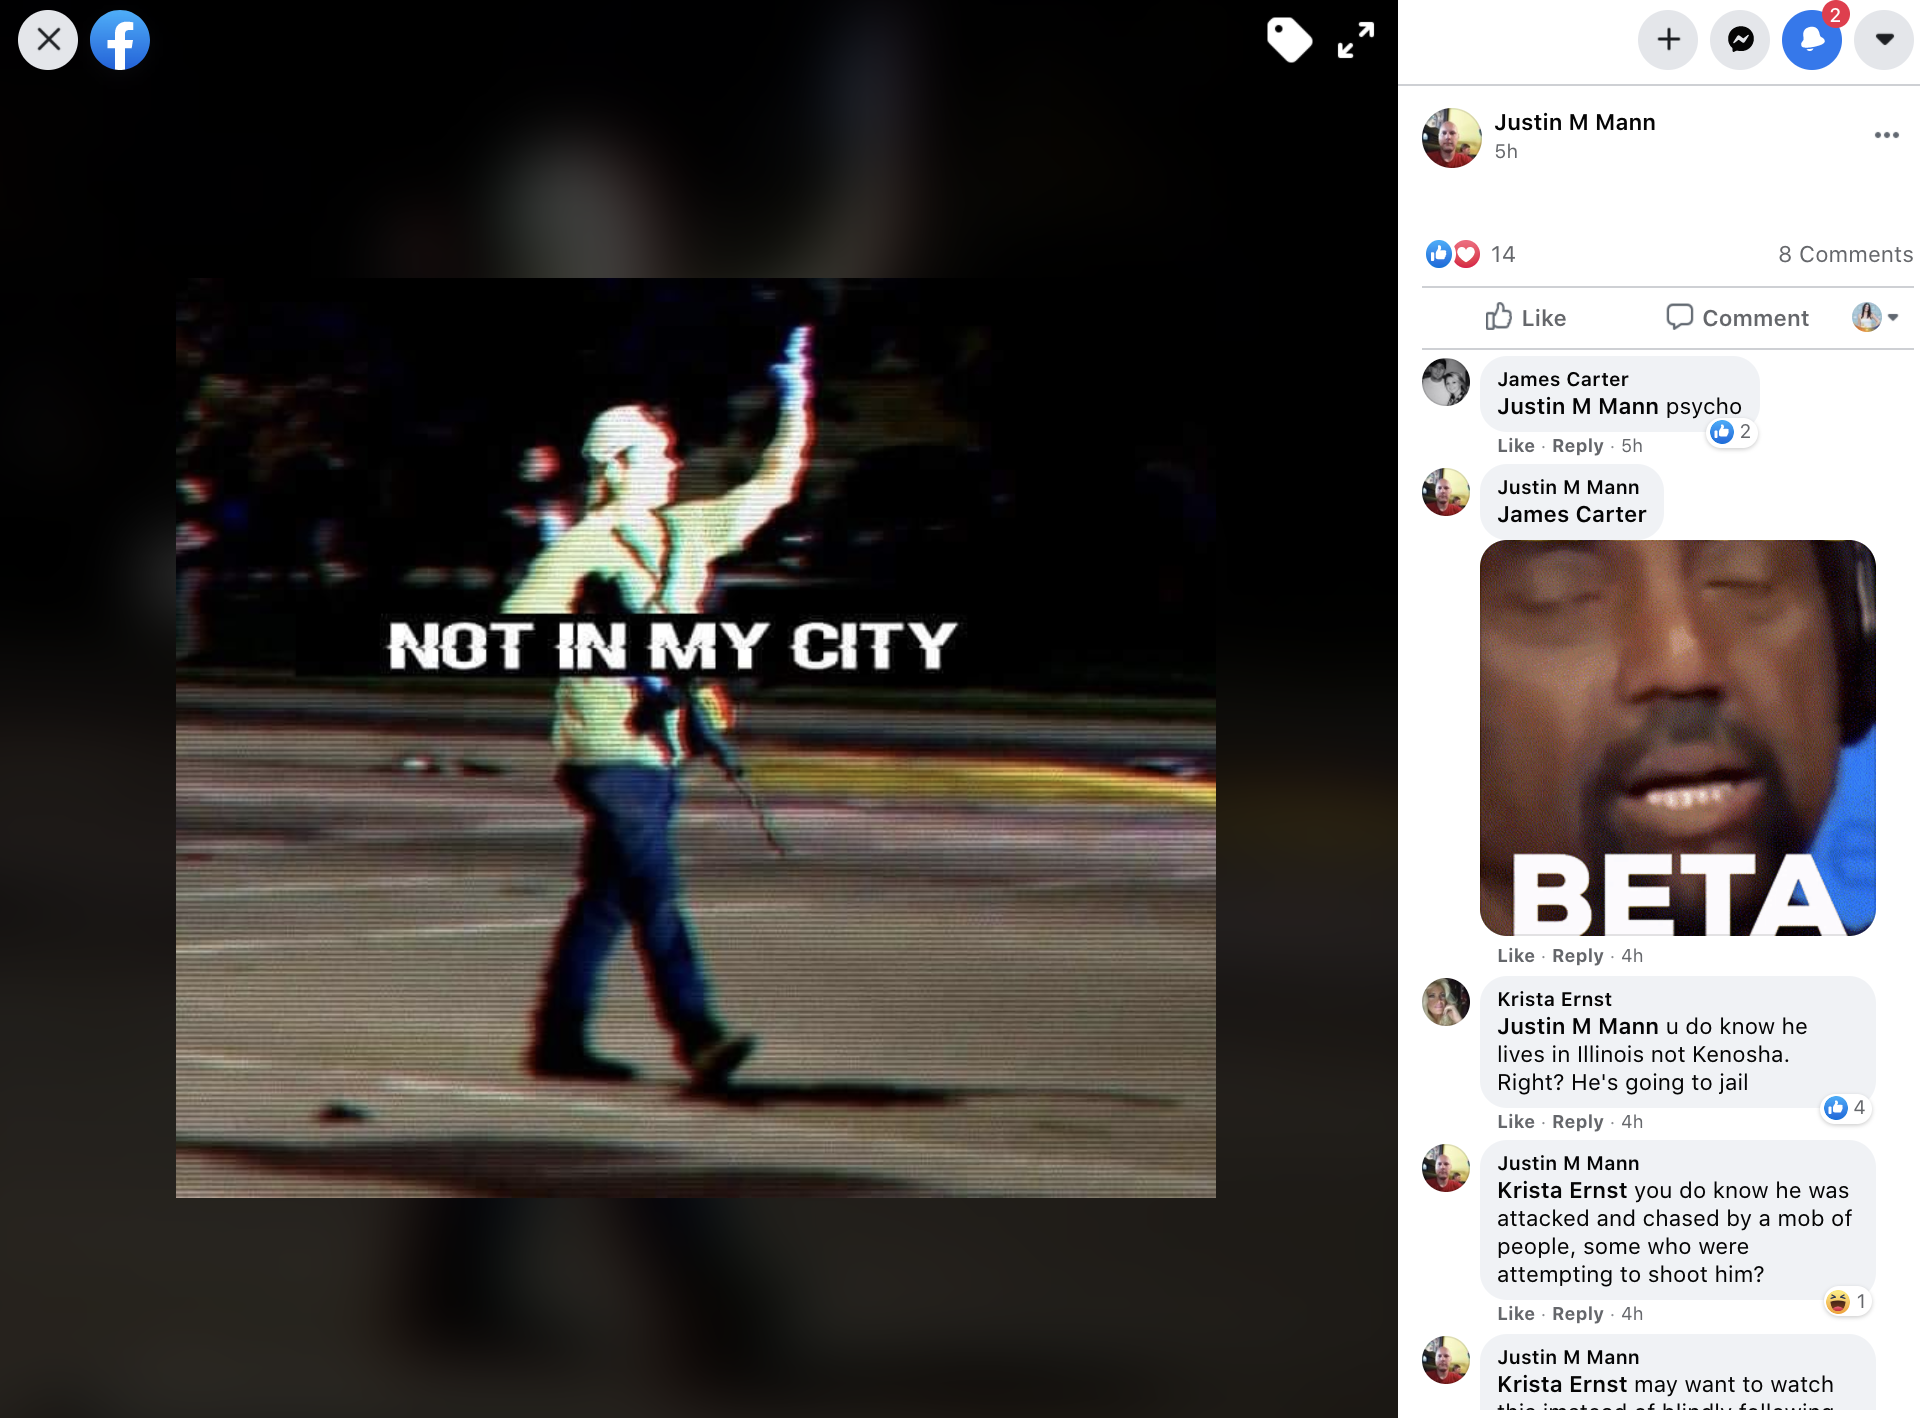 2
Justin M Mann
5h
14
8 Comments
Like
Comment
NOT IN MY CITY
James Carter
Justin M Mann psycho
2
Like · Reply · 5h
Justin M Mann
James Carter
BETA
Like · Reply · 4h
Krista Ernst
Justin M Mann u do know he
lives in Illinois not Kenosha.
Right? He's going to jail
4
Like · Reply · 4h
Justin M Mann
Krista Ernst you do know he was
attacked and chased by a mob of
people, some who were
attempting to shoot him?
1
Like · Reply · 4h
Justin M Mann
Krista Ernst may want to watch